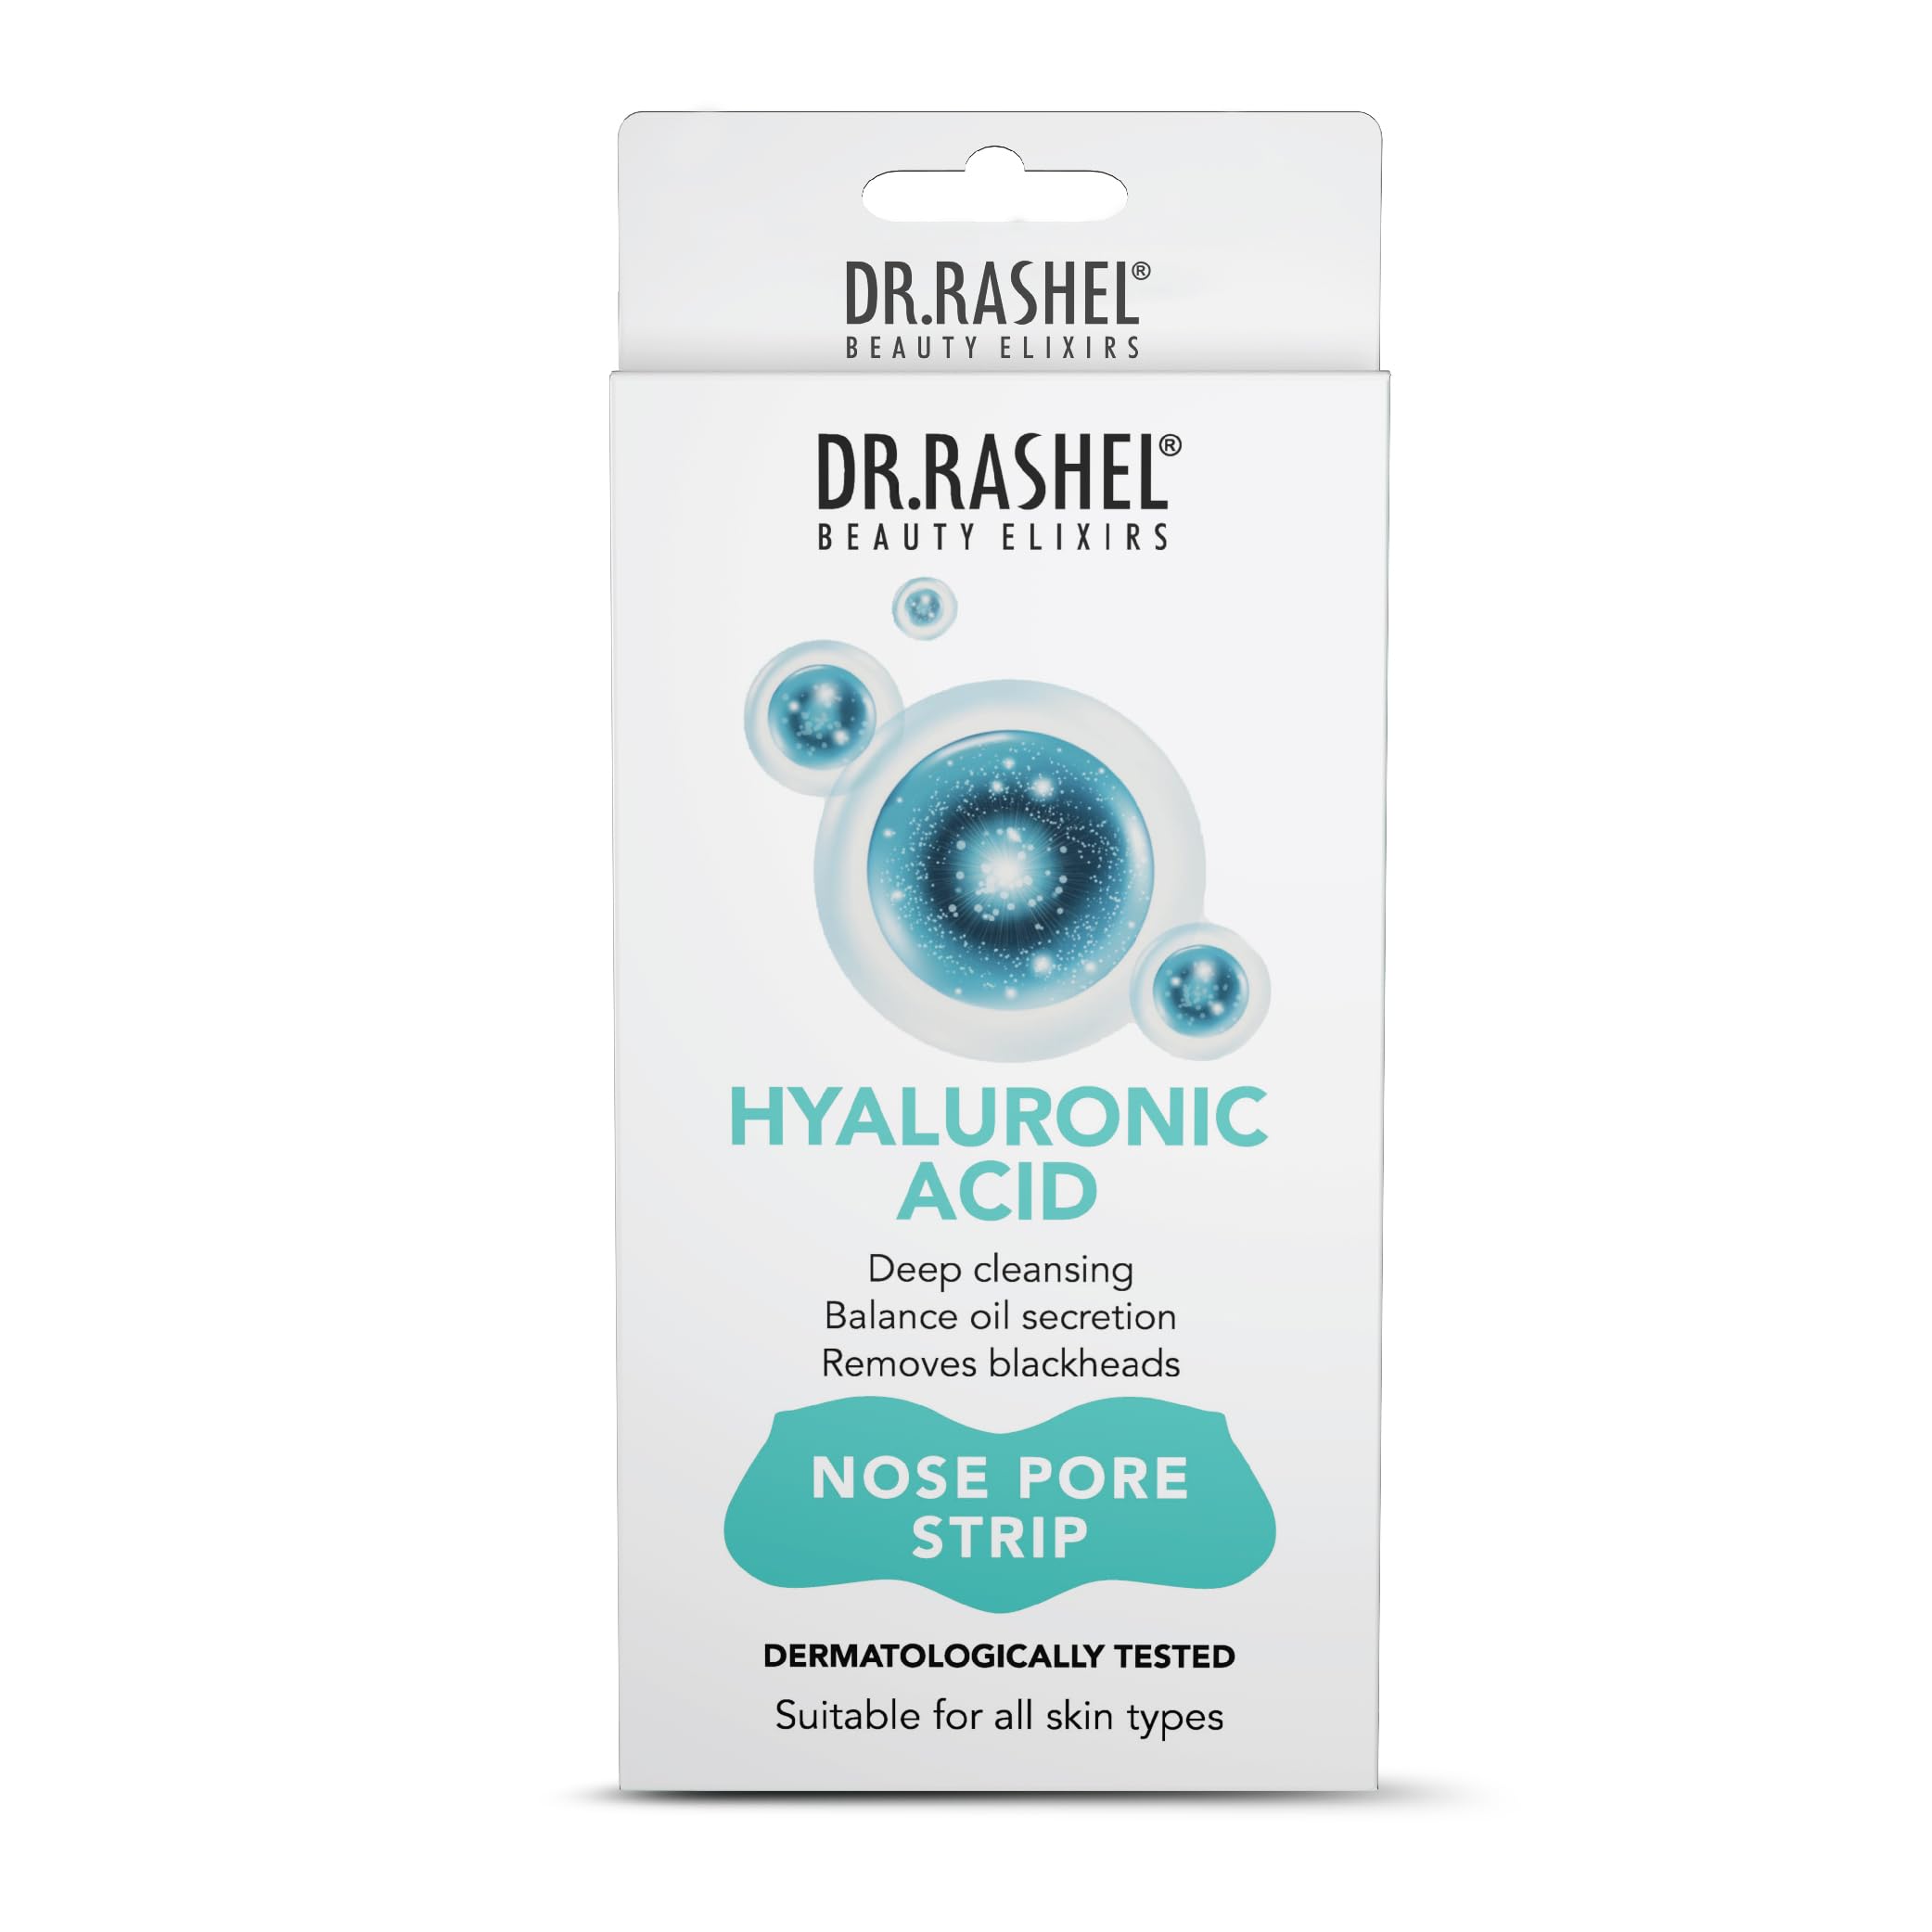 DR.RASHEL®
BEAUTY ELIXIRS
DR.RASHEL®
BEAUTY ELIXIRS
HYALURONIC
ACID
Deep cleansing
Balance oil secretion
Removes blackheads
NOSE PORE
STRIP
DERMATOLOGICALLY TESTED
Suitable for all skin types